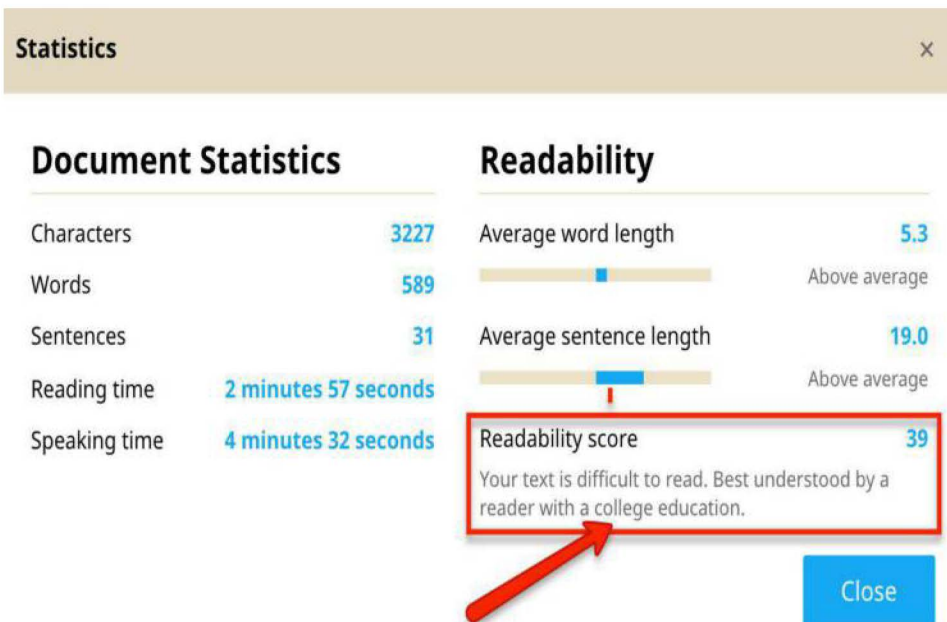 Statistics ×
Document Statistics
Characters 3227
Words 589
Sentences 31
Reading time 2 minutes 57 seconds
Speaking time 4 minutes 32 seconds
Readability
Average word length 5.3
Above average
Average sentence length 19.0
Above average
Readability score 39
Your text is difficult to read. Best understood by a
reader with a college education.
Close